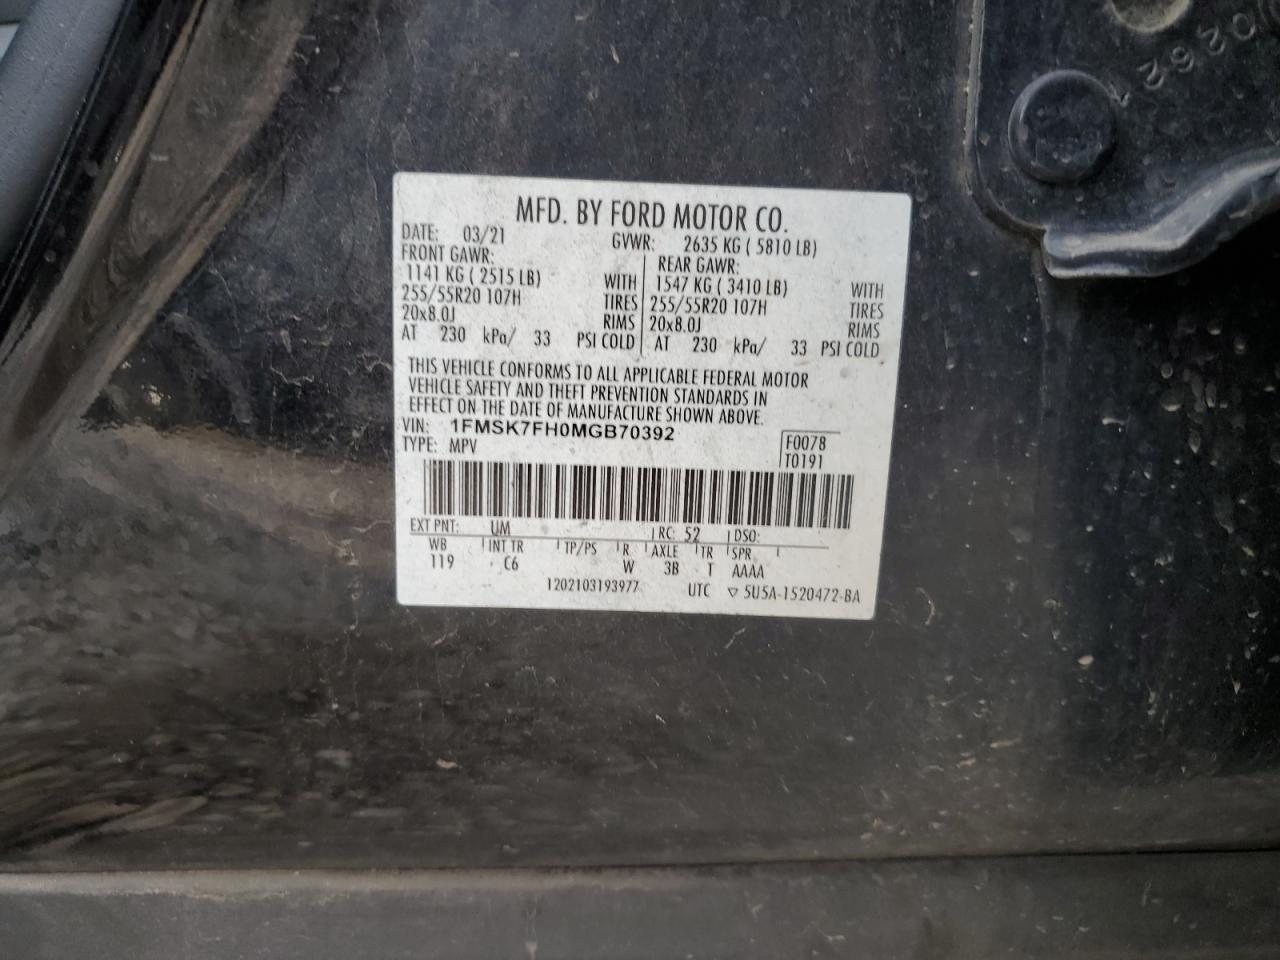 0262
MFD. BY FORD MOTOR CO.
DATE: 03/21 GVWR: 2635 KG ( 5810 LB)
FRONT GAWR: REAR GAWR:
1141 KG ( 2515 LB) WITH 1547 KG ( 3410 LB) WITH
255/55R20 107H TIRES 255/55R20 107H TIRES
20x8.0J RIMS 20x8.0J RIMS
AT 230 kPa/ 33 PSI COLD AT 230 kPa/ 33 PSI COLD
THIS VEHICLE CONFORMS TO ALL APPLICABLE FEDERAL MOTOR
VEHICLE SAFETY AND THEFT PREVENTION STANDARDS IN
EFFECT ON THE DATE OF MANUFACTURE SHOWN ABOVE.
VIN: 1FMSK7FH0MGB70392
TYPE: MPV F0078
T0191
EXT PNT: UM RC: 52 DSO:
WB INT TR TP/PS R AXLE TR SPR
119 C6 W 3B T AAAA
1202103193977 UTC ▽ 5U5A-1520472-BA